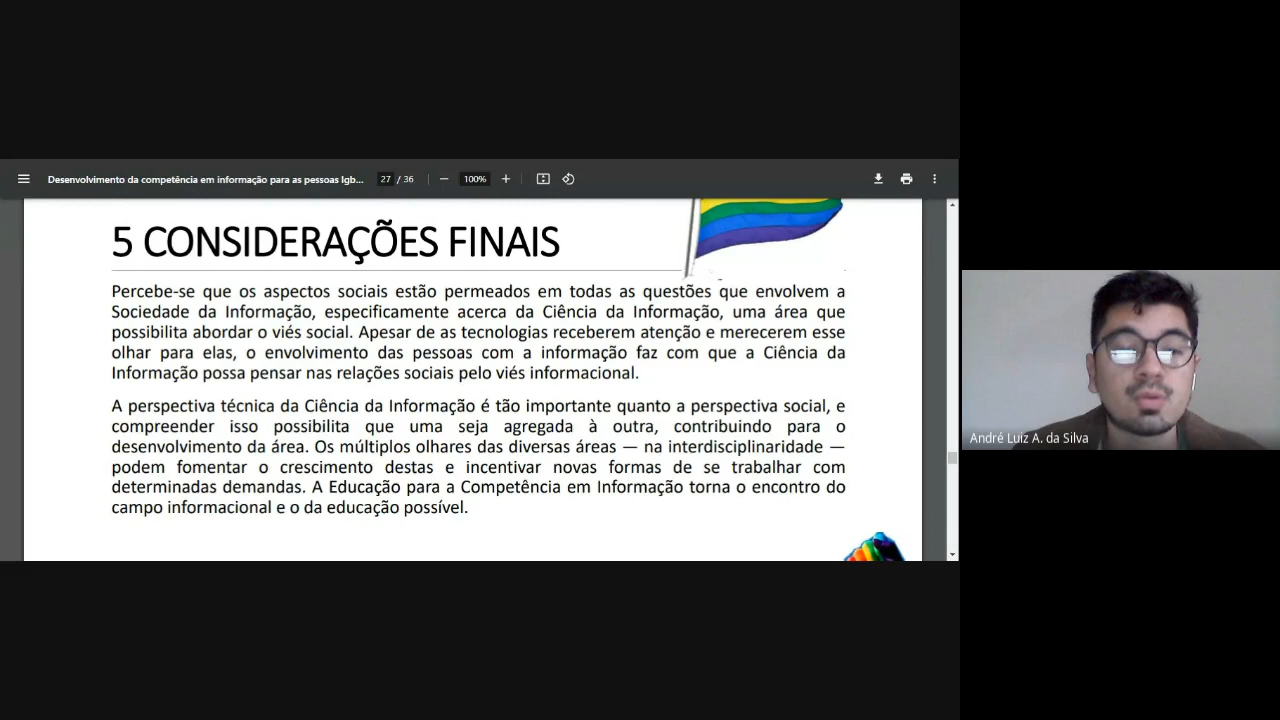 Desenvolvimento da competência em informação para as pessoas lgb...
27 / 36
100%
5 CONSIDERAÇÕES FINAIS
Percebe-se que os aspectos sociais estão permeados em todas as questões que envolvem a
Sociedade da Informação, especificamente acerca da Ciência da Informação, uma área que
possibilita abordar o viés social. Apesar de as tecnologias receberem atenção e merecerem esse
olhar para elas, o envolvimento das pessoas com a informação faz com que a Ciência da
Informação possa pensar nas relações sociais pelo viés informacional.
A perspectiva técnica da Ciência da Informação é tão importante quanto a perspectiva social, e
compreender isso possibilita que uma seja agregada à outra, contribuindo para o
desenvolvimento da área. Os múltiplos olhares das diversas áreas — na interdisciplinaridade —
podem fomentar o crescimento destas e incentivar novas formas de se trabalhar com
determinadas demandas. A Educação para a Competência em Informação torna o encontro do
campo informacional e o da educação possível.
André Luiz A. da Silva